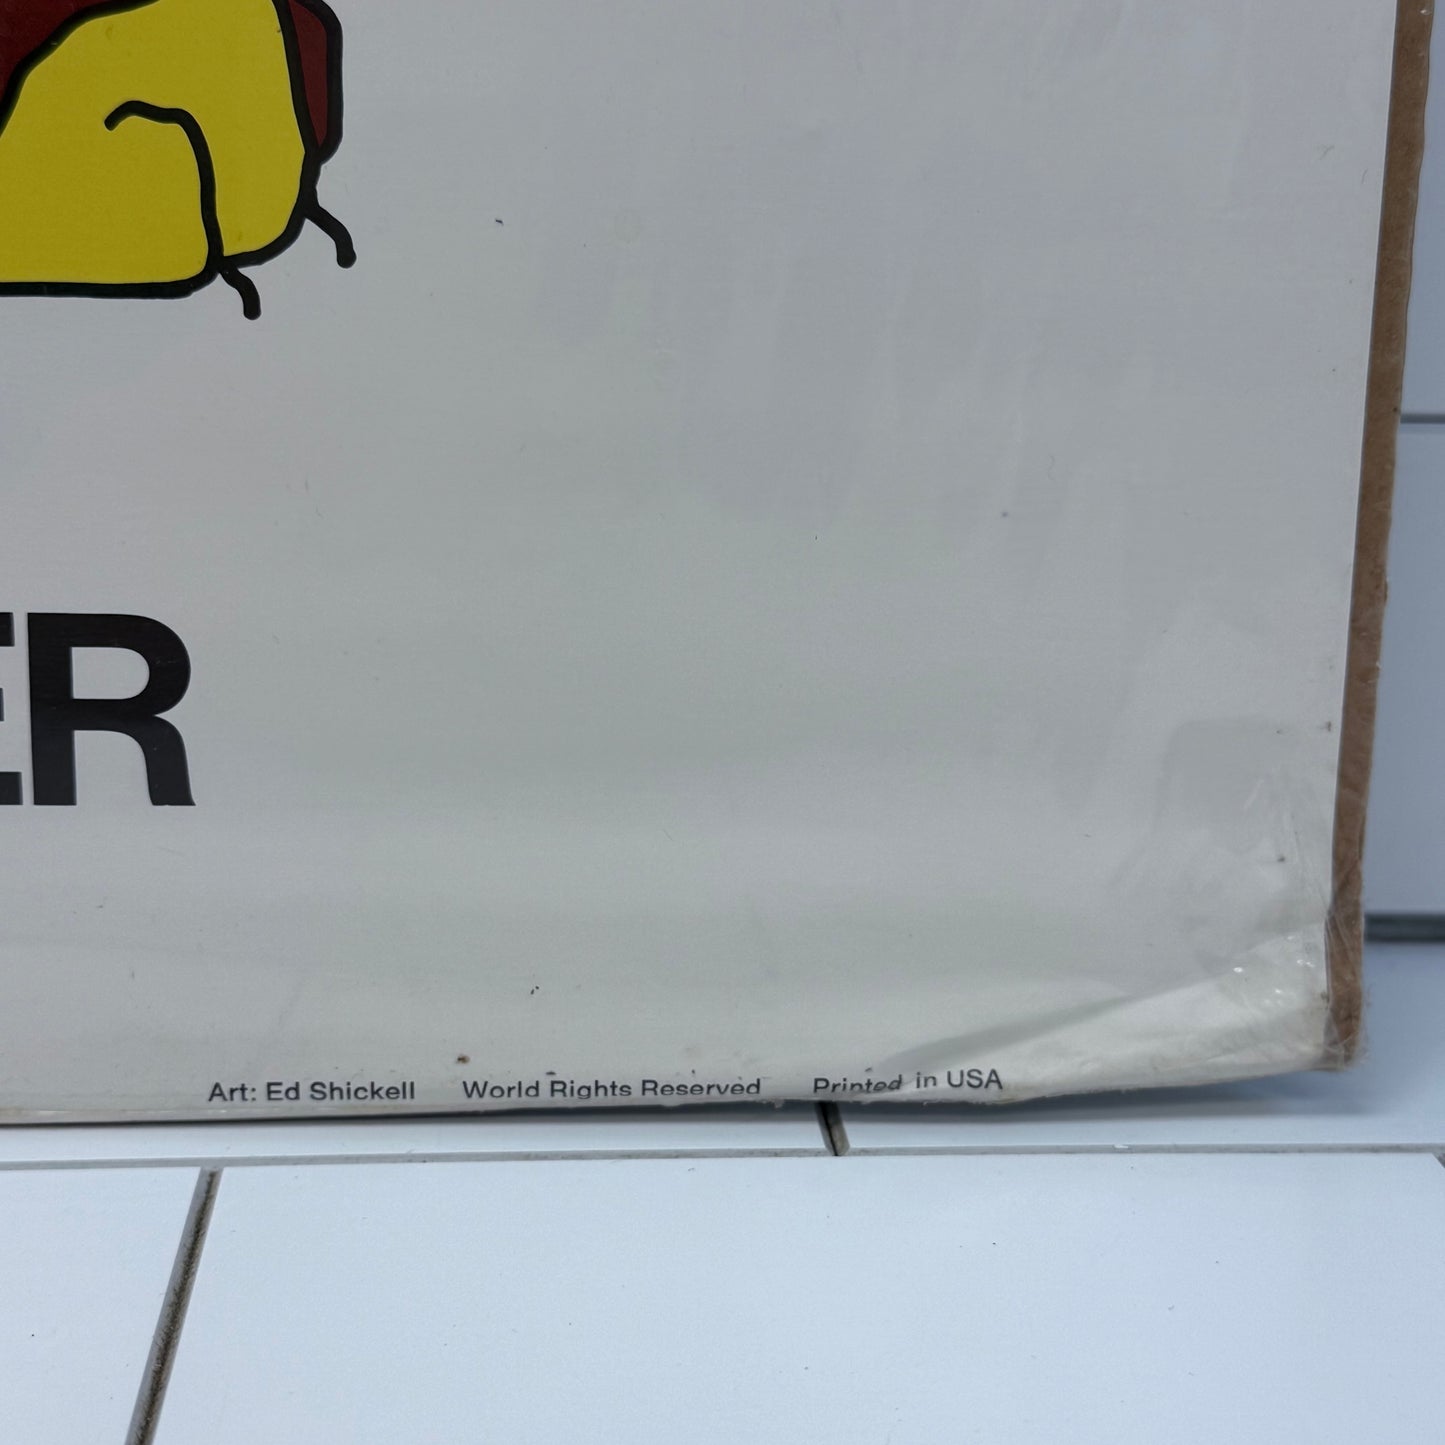 ER
Art: Ed Shickell World Rights Reserved Printed in USA